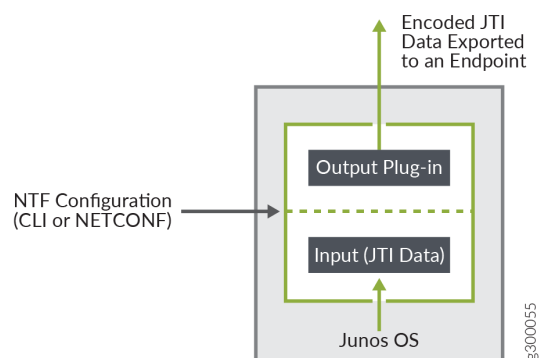 Encoded JTI
Data Exported
to an Endpoint
Output Plug-in
NTF Configuration
(CLI or NETCONF)
Input (JTI Data)
Junos OS
g300055